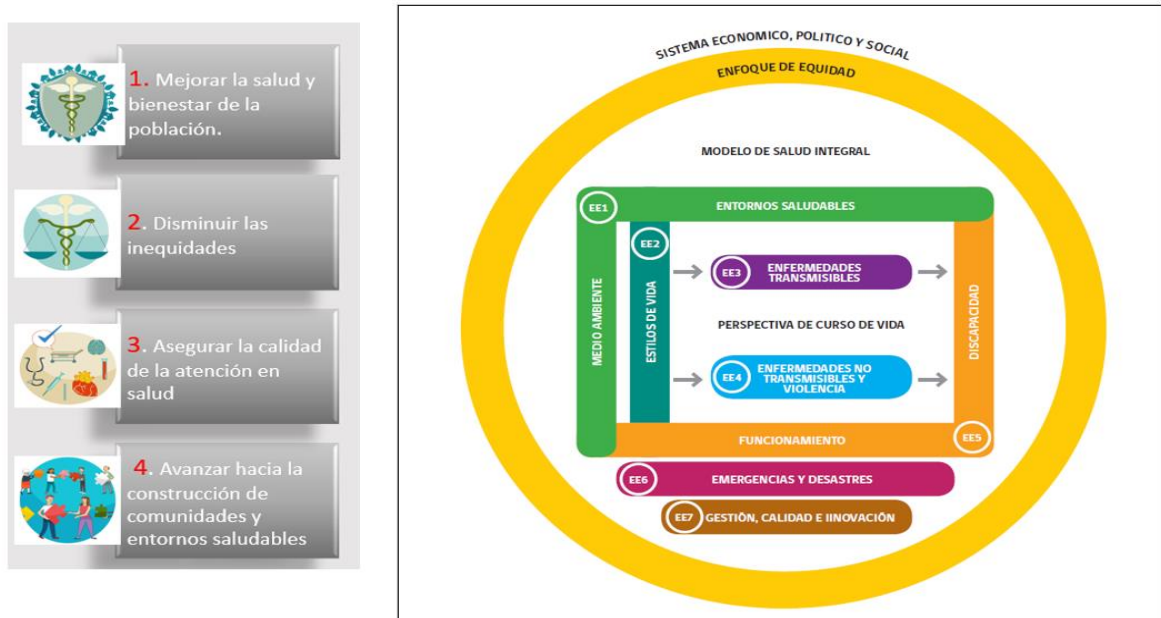 1. Mejorar la salud y
bienestar de la
población.
2. Disminuir las
inequidades
3. Asegurar la calidad
de la atención en
salud
4. Avanzar hacia la
construcción de
comunidades y
entornos saludables
SISTEMA ECONOMICO, POLITICO Y SOCIAL
ENFOQUE DE EQUIDAD
MODELO DE SALUD INTEGRAL
EE1
ENTORNOS SALUDABLES
MEDIO AMBIENTE
EE2
ESTILOS DE VIDA
EE3
ENFERMEDADES
TRANSMISIBLES
PERSPECTIVA DE CURSO DE VIDA
EE4
ENFERMEDADES NO
TRANSMISIBLES Y
VIOLENCIA
DISCAPACIDAD
FUNCIONAMIENTO
EE5
EE6
EMERGENCIAS Y DESASTRES
EE7
GESTIÖN, CALIDAD E IINOVACIÓN